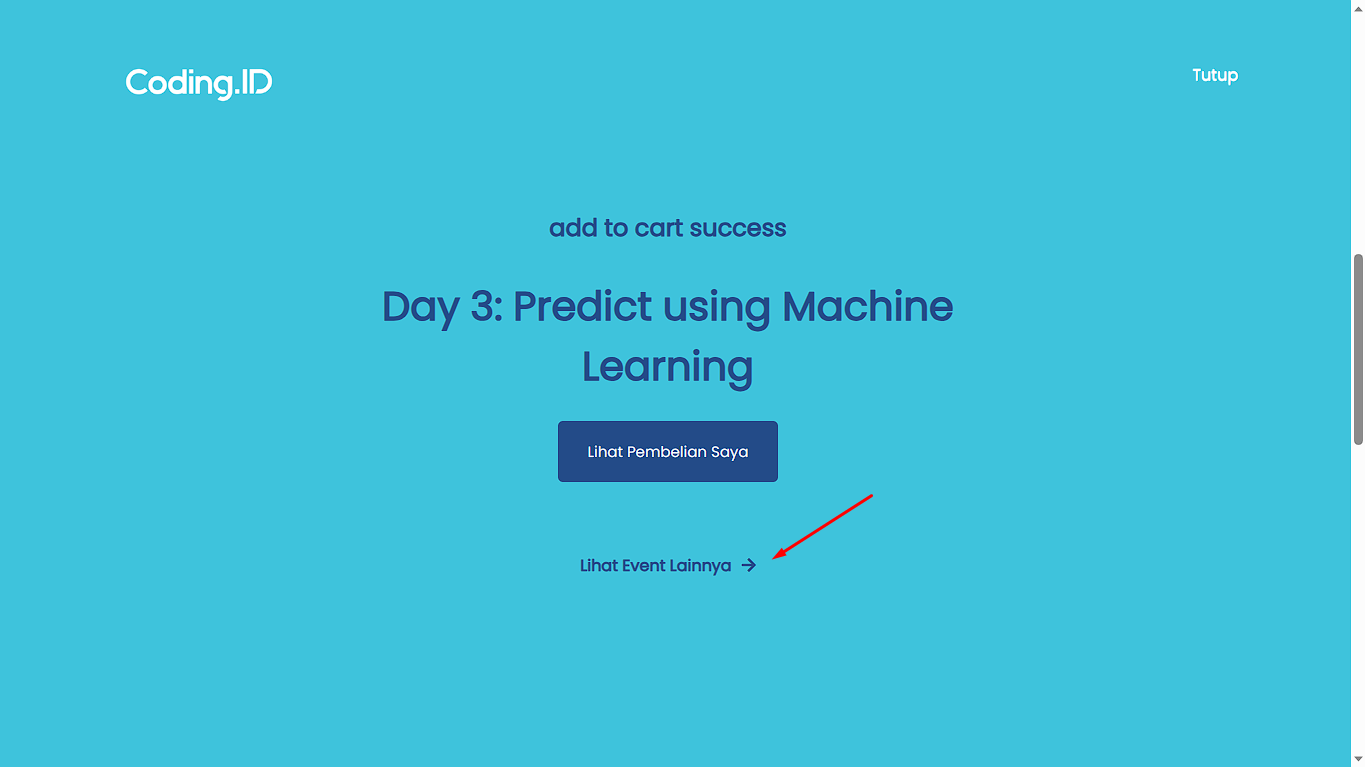 Coding.ID
Tutup
add to cart success
Day 3: Predict using Machine
Learning
Lihat Pembelian Saya
Lihat Event Lainnya